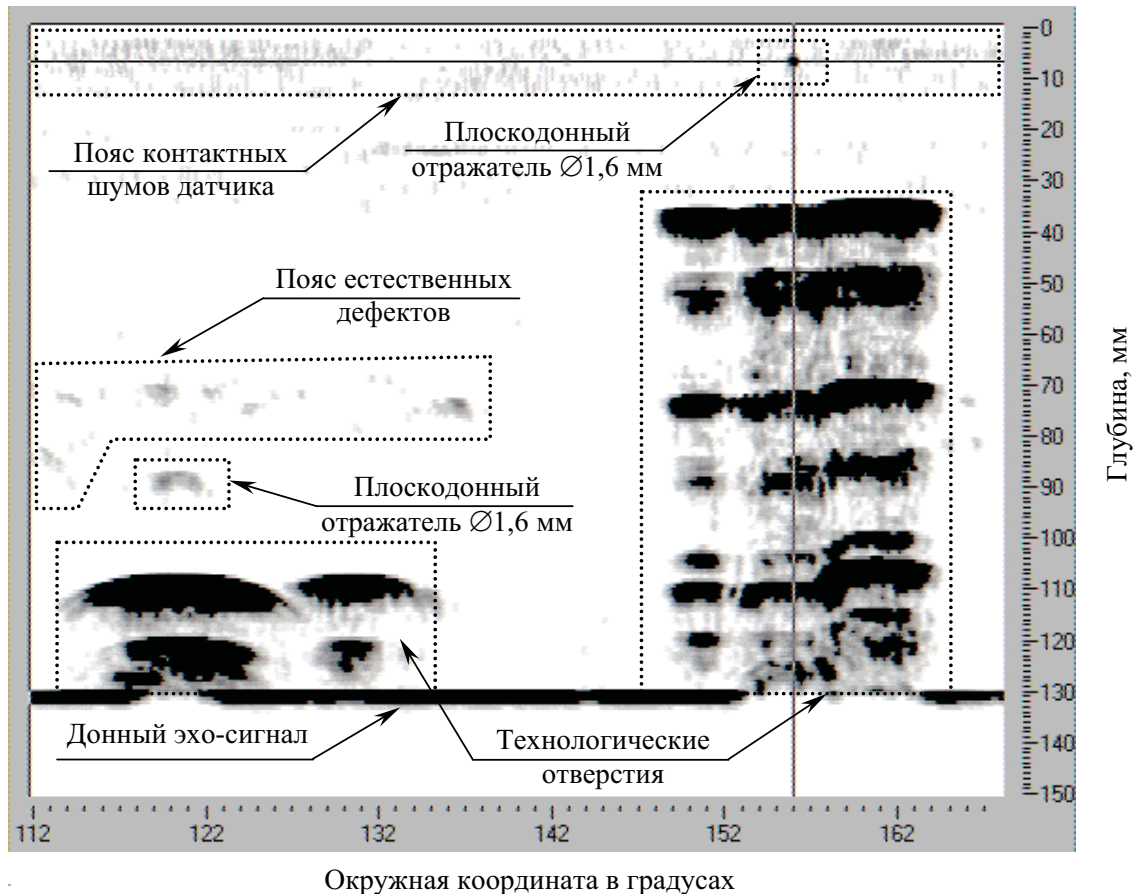 Пояс контактных
шумов датчика
Плоскодонный
отражатель ∅1,6 мм
Пояс естественных
дефектов
Плоскодонный
отражатель ∅1,6 мм
Донный эхо-сигнал
Технологические
отверстия
0
10
20
30
40
50
60
70
80
90
100
110
120
130
140
150
Глубина, мм
112 122 132 142 152 162
Окружная координата в градусах